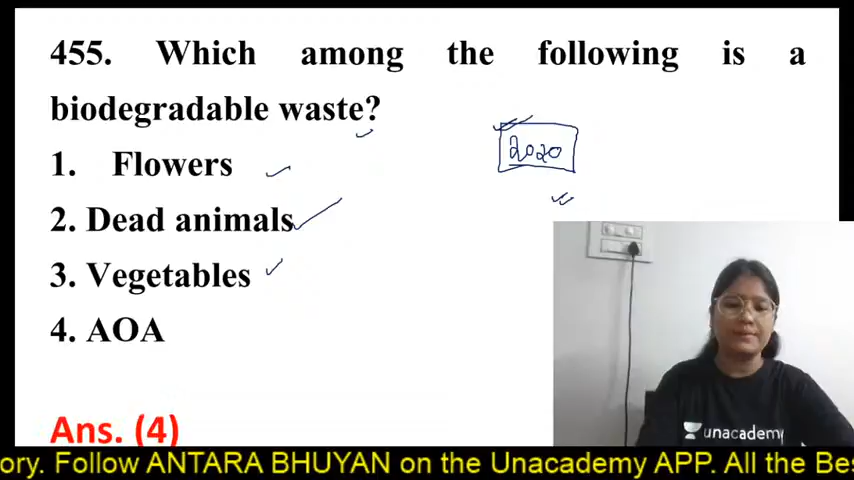 455. Which among the following is a
biodegradable waste?
2020
1. Flowers
2. Dead animals
3. Vegetables
4. AOA
Ans. (4)
unacademy
ory. Follow ANTARA BHUYAN on the Unacademy APP. All the Bes